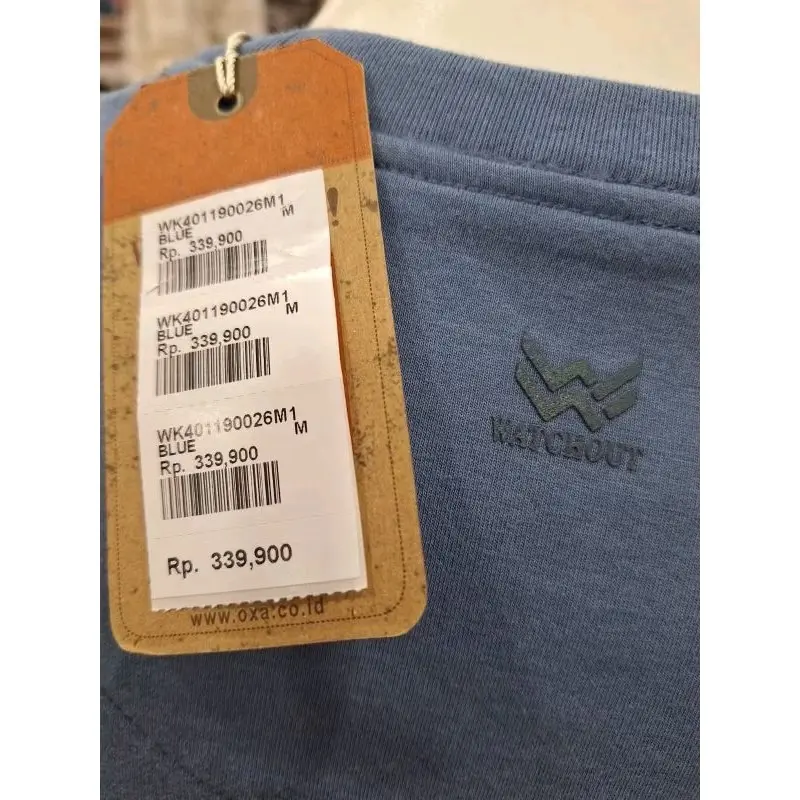 WK401190026M1
M
BLUE
Rp. 339,900
WK401190026M1
M
BLUE
Rp. 339,900
WK401190026M1
M
BLUE
Rp. 339,900
Rp. 339,900
www.oxa.co.id
WATCHOUT